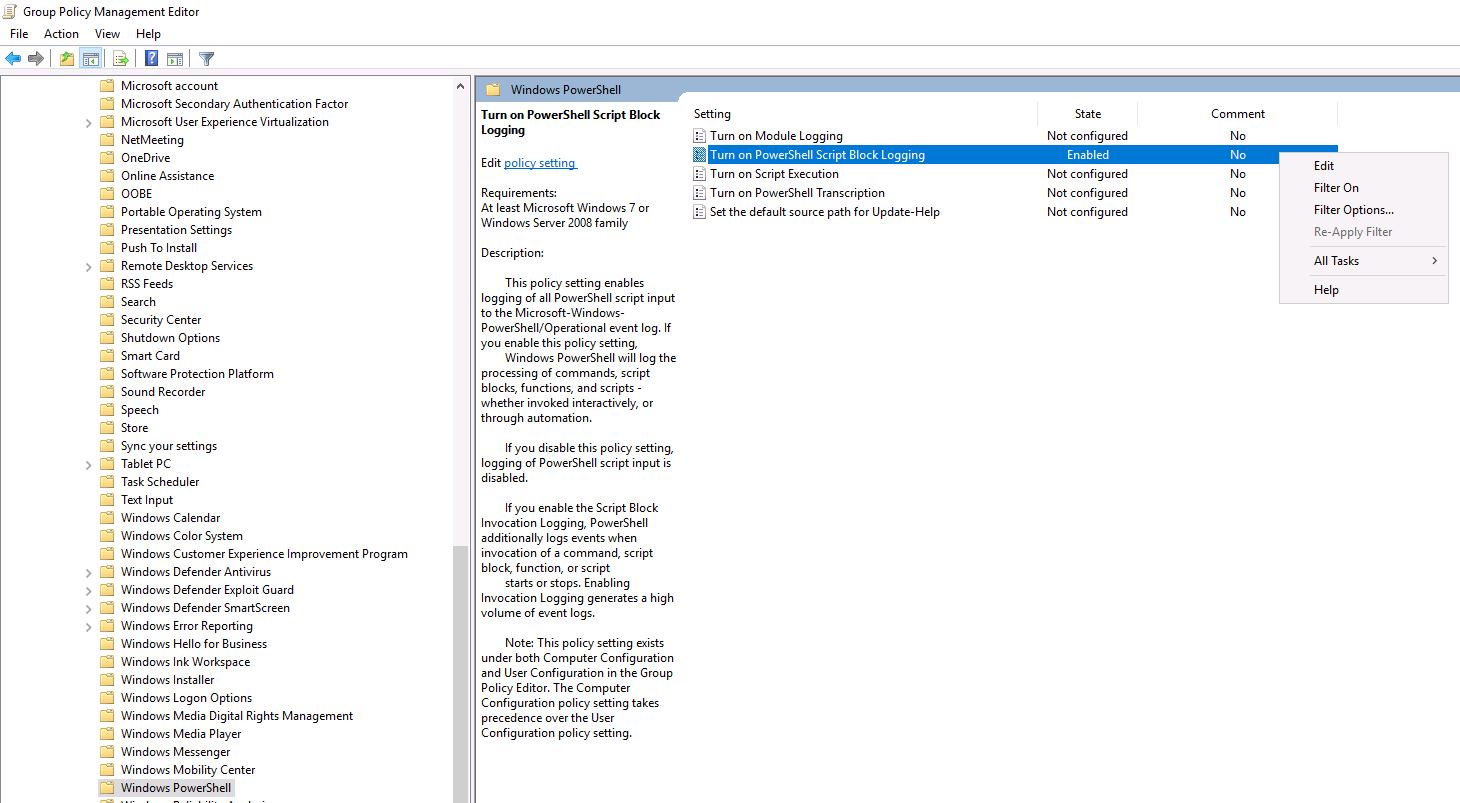 Group Policy Management Editor
File Action View Help
Microsoft account
Microsoft Secondary Authentication Factor
Microsoft User Experience Virtualization
NetMeeting
OneDrive
Online Assistance
OOBE
Portable Operating System
Presentation Settings
Push To Install
Remote Desktop Services
RSS Feeds
Search
Security Center
Shutdown Options
Smart Card
Software Protection Platform
Sound Recorder
Speech
Store
Sync your settings
Tablet PC
Task Scheduler
Text Input
Windows Calendar
Windows Color System
Windows Customer Experience Improvement Program
Windows Defender Antivirus
Windows Defender Exploit Guard
Windows Defender SmartScreen
Windows Error Reporting
Windows Hello for Business
Windows Ink Workspace
Windows Installer
Windows Logon Options
Windows Media Digital Rights Management
Windows Media Player
Windows Messenger
Windows Mobility Center
Windows PowerShell
Windows PowerShell
Turn on PowerShell Script Block
Logging
Edit policy setting
Requirements:
At least Microsoft Windows 7 or
Windows Server 2008 family
Description:
This policy setting enables
logging of all PowerShell script input
to the Microsoft-Windows-
PowerShell/Operational event log. If
you enable this policy setting,
Windows PowerShell will log the
processing of commands, script
blocks, functions, and scripts -
whether invoked interactively, or
through automation.
If you disable this policy setting,
logging of PowerShell script input is
disabled.
If you enable the Script Block
Invocation Logging, PowerShell
additionally logs events when
invocation of a command, script
block, function, or script
starts or stops. Enabling
Invocation Logging generates a high
volume of event logs.
Note: This policy setting exists
under both Computer Configuration
and User Configuration in the Group
Policy Editor. The Computer
Configuration policy setting takes
precedence over the User
Configuration policy setting.
Setting State Comment
Turn on Module Logging Not configured No
Turn on PowerShell Script Block Logging Enabled No
Turn on Script Execution Not configured No
Turn on PowerShell Transcription Not configured No
Set the default source path for Update-Help Not configured No
Edit
Filter On
Filter Options...
Re-Apply Filter
All Tasks
Help